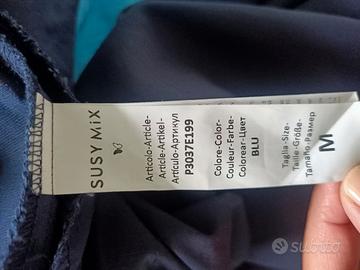 SUSY MIX
Articolo-Article-
Article-Artikel-
Artículo-Артикул
P3037E199
Colore-Color-
Couleur-Farbe-
Colorear-Цвет
BLU
Taglia-Size-
Taille-Größe-
Tamaño-Размер
M
subito